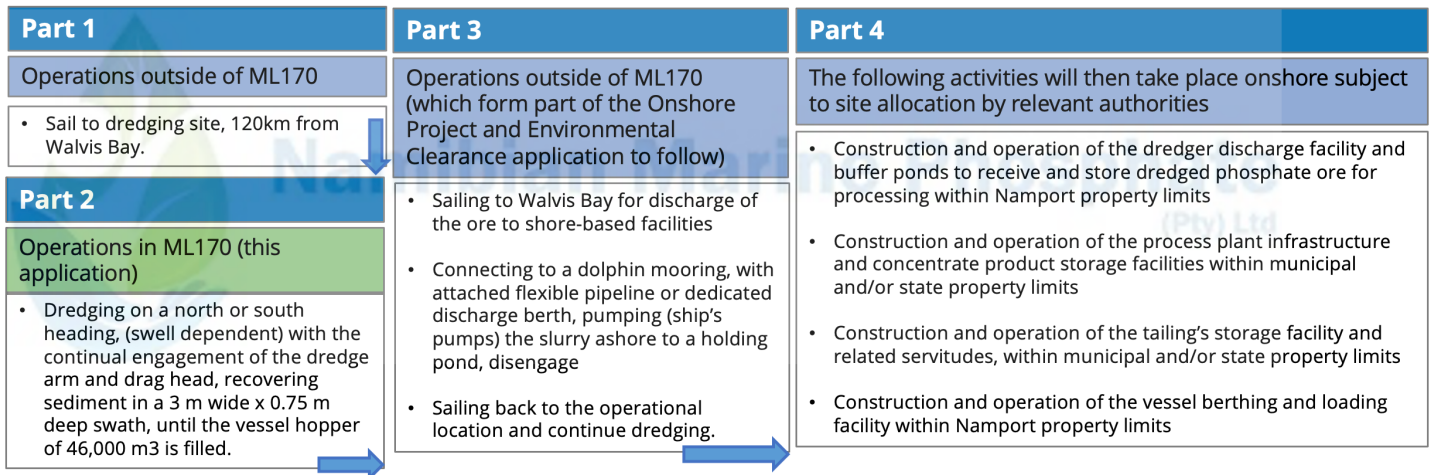 Part 1
Operations outside of ML170
• Sail to dredging site, 120km from
Walvis Bay.
Part 2
Operations in ML170 (this
application)
• Dredging on a north or south
heading, (swell dependent) with the
continual engagement of the dredge
arm and drag head, recovering
sediment in a 3 m wide x 0.75 m
deep swath, until the vessel hopper
of 46,000 m3 is filled.
Part 3
Operations outside of ML170
(which form part of the Onshore
Project and Environmental
Clearance application to follow)
• Sailing to Walvis Bay for discharge of
the ore to shore-based facilities
• Connecting to a dolphin mooring, with
attached flexible pipeline or dedicated
discharge berth, pumping (ship's
pumps) the slurry ashore to a holding
pond, disengage
• Sailing back to the operational
location and continue dredging.
Part 4
The following activities will then take place onshore subject
to site allocation by relevant authorities
• Construction and operation of the dredger discharge facility and
buffer ponds to receive and store dredged phosphate ore for
processing within Namport property limits
• Construction and operation of the process plant infrastructure
and concentrate product storage facilities within municipal
and/or state property limits
• Construction and operation of the tailing's storage facility and
related servitudes, within municipal and/or state property limits
• Construction and operation of the vessel berthing and loading
facility within Namport property limits
Namibian Marine Phosphate
(Pty) Ltd